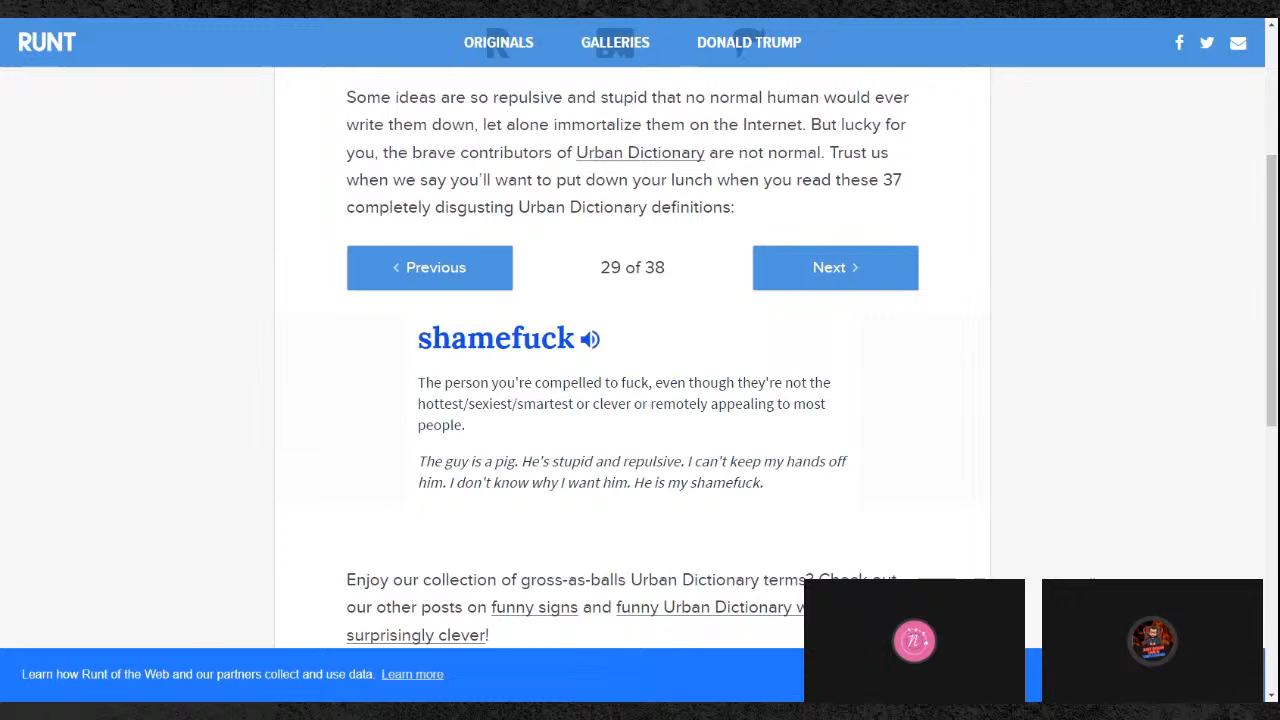 RUNT
ORIGINALS
GALLERIES
DONALD TRUMP
Some ideas are so repulsive and stupid that no normal human would ever
write them down, let alone immortalize them on the Internet. But lucky for
you, the brave contributors of Urban Dictionary are not normal. Trust us
when we say you'll want to put down your lunch when you read these 37
completely disgusting Urban Dictionary definitions:
Previous
29 of 38
Next
shamefuck
The person you're compelled to fuck, even though they're not the
hottest/sexiest/smartest or clever or remotely appealing to most
people.
The guy is a pig. He's stupid and repulsive. I can't keep my hands off
him. I don't know why I want him. He is my shamefuck.
Enjoy our collection of gross-as-balls Urban Dictionary terms? Check out
our other posts on funny signs and funny Urban Dictionary
surprisingly clever!
Learn how Runt of the Web and our partners collect and use data. Learn more